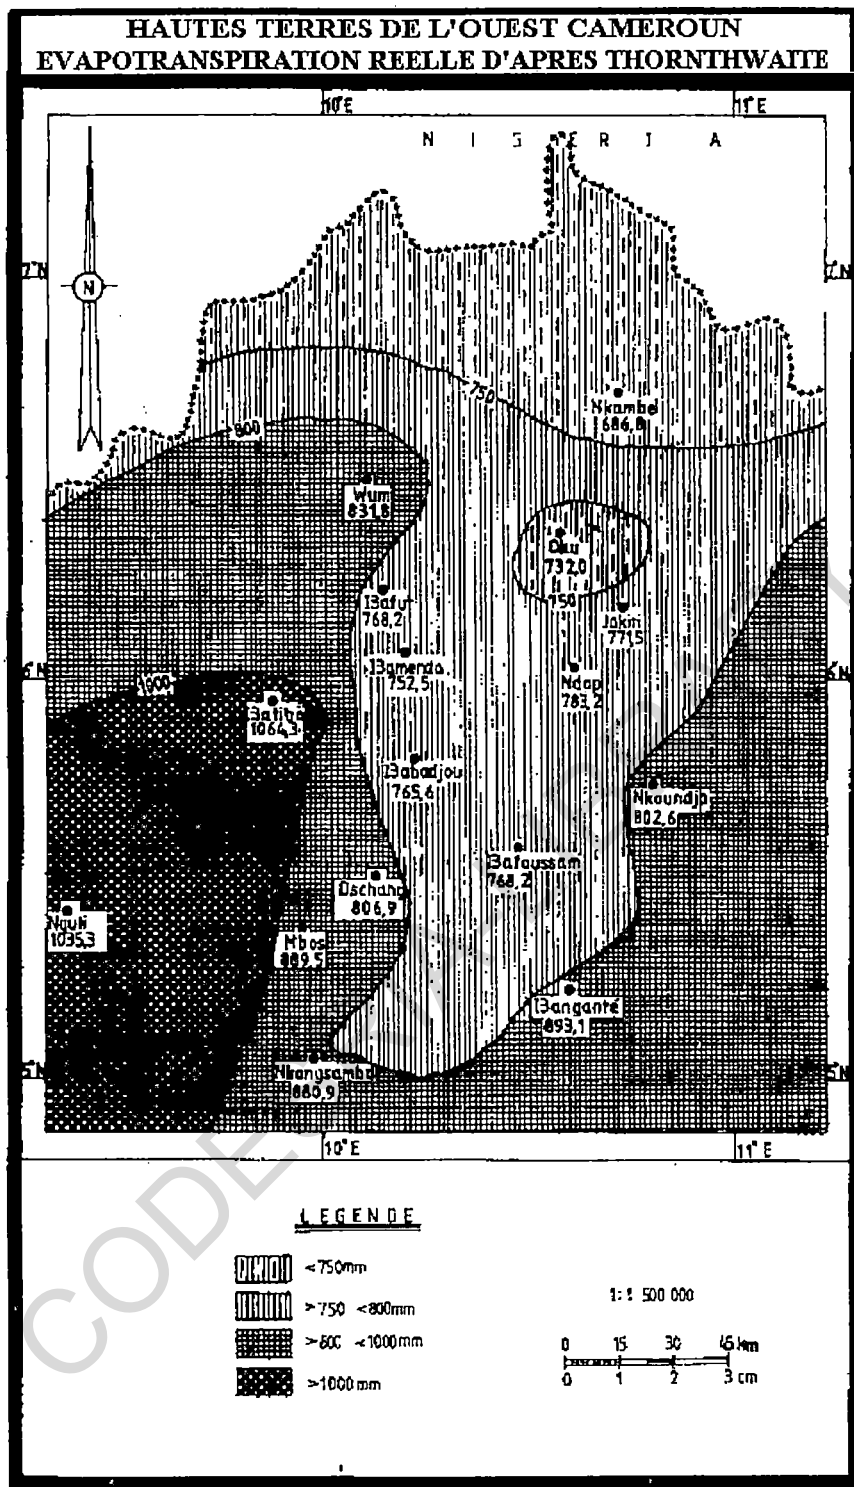 HAUTES TERRES DE L'OUEST CAMEROUN
EVAPOTRANSPIRATION REELLE D'APRES THORNTHWAITE
10°E
11°E
N I G E R I A
7°N
7°N
N
750
Nkambe
686,8
800
Wum
831,8
Oku
732,0
750
Bafut
768,2
Jakiri
771,5
6°N
6°N
Bamenda
752,5
Ndop
783,2
1000
Batibo
1064,3
Babadjou
765,6
Nkoundja
802,6
Bafoussam
768,2
Dschang
806,9
Nguti
1035,3
Mbos
889,5
Bangangté
893,1
5°N
5°N
Nkongsamba
880,9
10°E
11°E
LEGENDE
<750mm
>750 <800mm
>800 <1000mm
>1000mm
1:1 500 000
0 15 30 45 km
0 1 2 3 cm